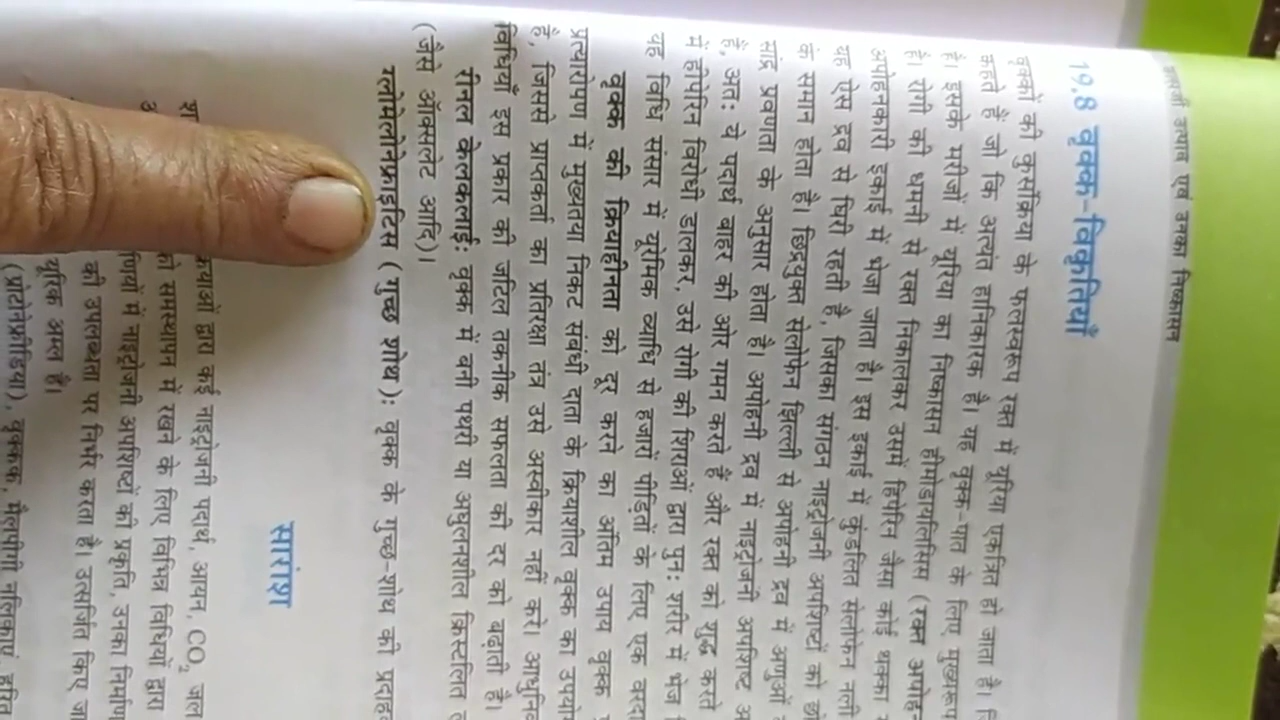 उत्सर्जी उत्पाद एवं उनका निष्कासन
19.8 वृक्क-विकृतियाँ
वृक्कों की कुसंक्रिया के फलस्वरूप रक्त में यूरिया एकत्रित हो जाता है।
कहते हैं जो कि अत्यंत हानिकारक है। यह वृक्क-पात के लिए मुख्यरूप
है। इसके मरीजों में यूरिया का निष्कासन हीमोडायलिसिस (रक्त अपोहन
है। रोगी की धमनी से रक्त निकालकर उसमें हिपेरिन जैसा कोई थक्का
अपोहनकारी इकाई में भेजा जाता है। इस इकाई में कुंडलित सेलोफेन नली
यह ऐसे द्रव से घिरी रहती है, जिसका संगठन नाइट्रोजनी अपशिष्टों को छो
के समान होता है। छिद्रयुक्त सेलोफेन झिल्ली से अपोहनी द्रव में अणुओं
सांद्र प्रवणता के अनुसार होता है। अपोहनी द्रव में नाइट्रोजनी अपशिष्ट अ
है, अतः ये पदार्थ बाहर की ओर गमन करते हैं और रक्त को शुद्ध करते
में हीपेरिन विरोधी डालकर, उसे रोगी की शिराओं द्वारा पुनः शरीर में भेज
यह विधि संसार में यूरेमिक व्याधि से हजारों पीड़ितों के लिए एक वरदा
वृक्क की क्रियाहीनता को दूर करने का अंतिम उपाय वृक्क
प्रत्यारोपण में मुख्यतया निकट संबंधी दाता के क्रियाशील वृक्क का उपयोग
है, जिससे प्राप्तकर्ता का प्रतिरक्षा तंत्र उसे अस्वीकार नहीं करे। आधुनिक
विधियाँ इस प्रकार की जटिल तकनीक सफलता की दर को बढ़ाती हैं।
रीनल केलकलाई: वृक्क में बनी पथरी या अघुलनशील क्रिस्टलित
(जैसे ऑक्सलेट आदि)।
ग्लोमेलोनेफ्राइटिस (गुच्छ शोथ): वृक्क के गुच्छ-शोथ की प्रदाह
सारांश
याओं द्वारा कई नाइट्रोजनी पदार्थ, आयन, CO₂ जल
को समस्थापन में रखने के लिए विभिन्न विधियों द्वारा
णियों में नाइट्रोजनी अपशिष्टों की प्रकृति, उनका निर्माण
की उपलब्धता पर निर्भर करता है। उत्सर्जित किए जा
यूरिक अम्ल हैं।
(प्रोटोनेफ्रीडिया), वृक्कक, मैलपीगी नलिकाएं, हरित